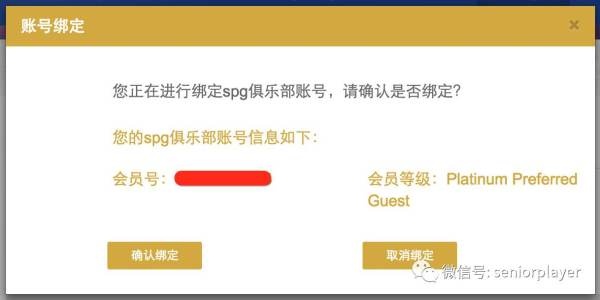 账号绑定 ×
您正在进行绑定spg俱乐部账号，请确认是否绑定?
您的spg俱乐部账号信息如下：
会员号： 会员等级：Platinum Preferred
Guest
确认绑定 取消绑定
微信号: seniorplayer